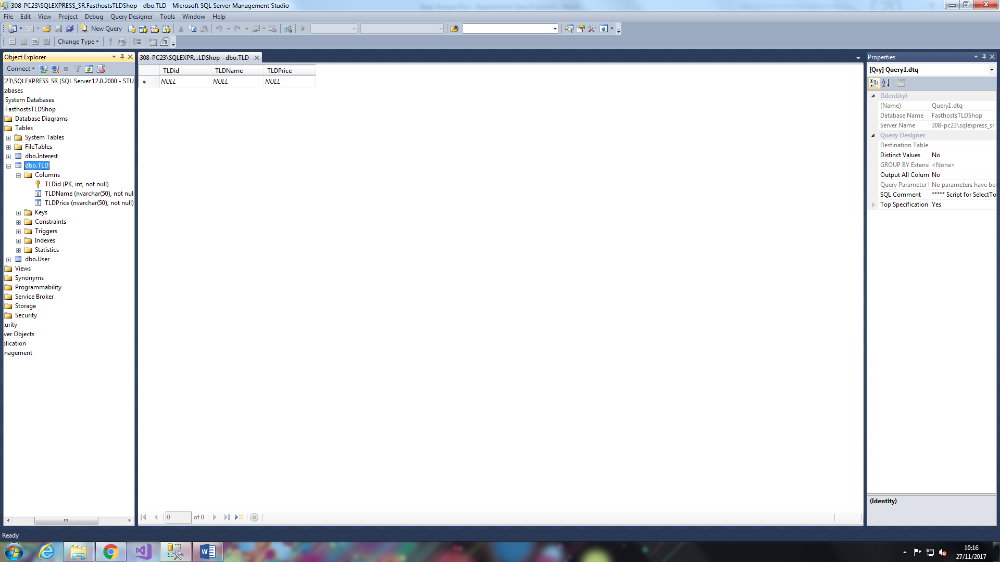 308-PC23\SQLEXPRESS_SR.FasthostsTLDShop - dbo.TLD - Microsoft SQL Server Management Studio
File Edit View Project Debug Query Designer Tools Window Help
New Query
Change Type
Object Explorer
Connect
23\SQLEXPRESS_SR (SQL Server 12.0.2000 - STU
abases
System Databases
FasthostsTLDShop
Database Diagrams
Tables
System Tables
FileTables
dbo.Interest
dbo.TLD
Columns
TLDid (PK, int, not null)
TLDName (nvarchar(50), not nul
TLDPrice (nvarchar(50), not null)
Keys
Constraints
Triggers
Indexes
Statistics
dbo.User
Views
Synonyms
Programmability
Service Broker
Storage
Security
urity
ver Objects
plication
nagement
308-PC23\SQLEXPR...LDShop - dbo.TLD
TLDid TLDName TLDPrice
NULL NULL NULL
0 of 0
Properties
[Qry] Query1.dtq
(Identity)
(Name) Query1.dtq
Database Name FasthostsTLDShop
Server Name 308-pc23\sqlexpress_sr
Query Designer
Destination Table
Distinct Values No
GROUP BY Extensi <None>
Output All Colum No
Query Parameter No parameters have bee
SQL Comment ***** Script for SelectTo
Top Specification Yes
(Identity)
Ready
10:16
27/11/2017